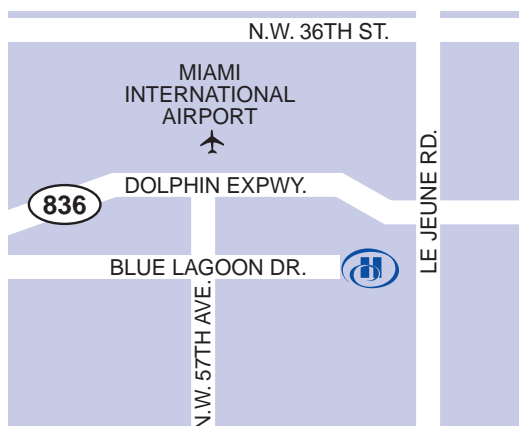 N.W. 36TH ST.
MIAMI
INTERNATIONAL
AIRPORT
DOLPHIN EXPWY.
836
LE JEUNE RD.
BLUE LAGOON DR.
N.W. 57TH AVE.
H